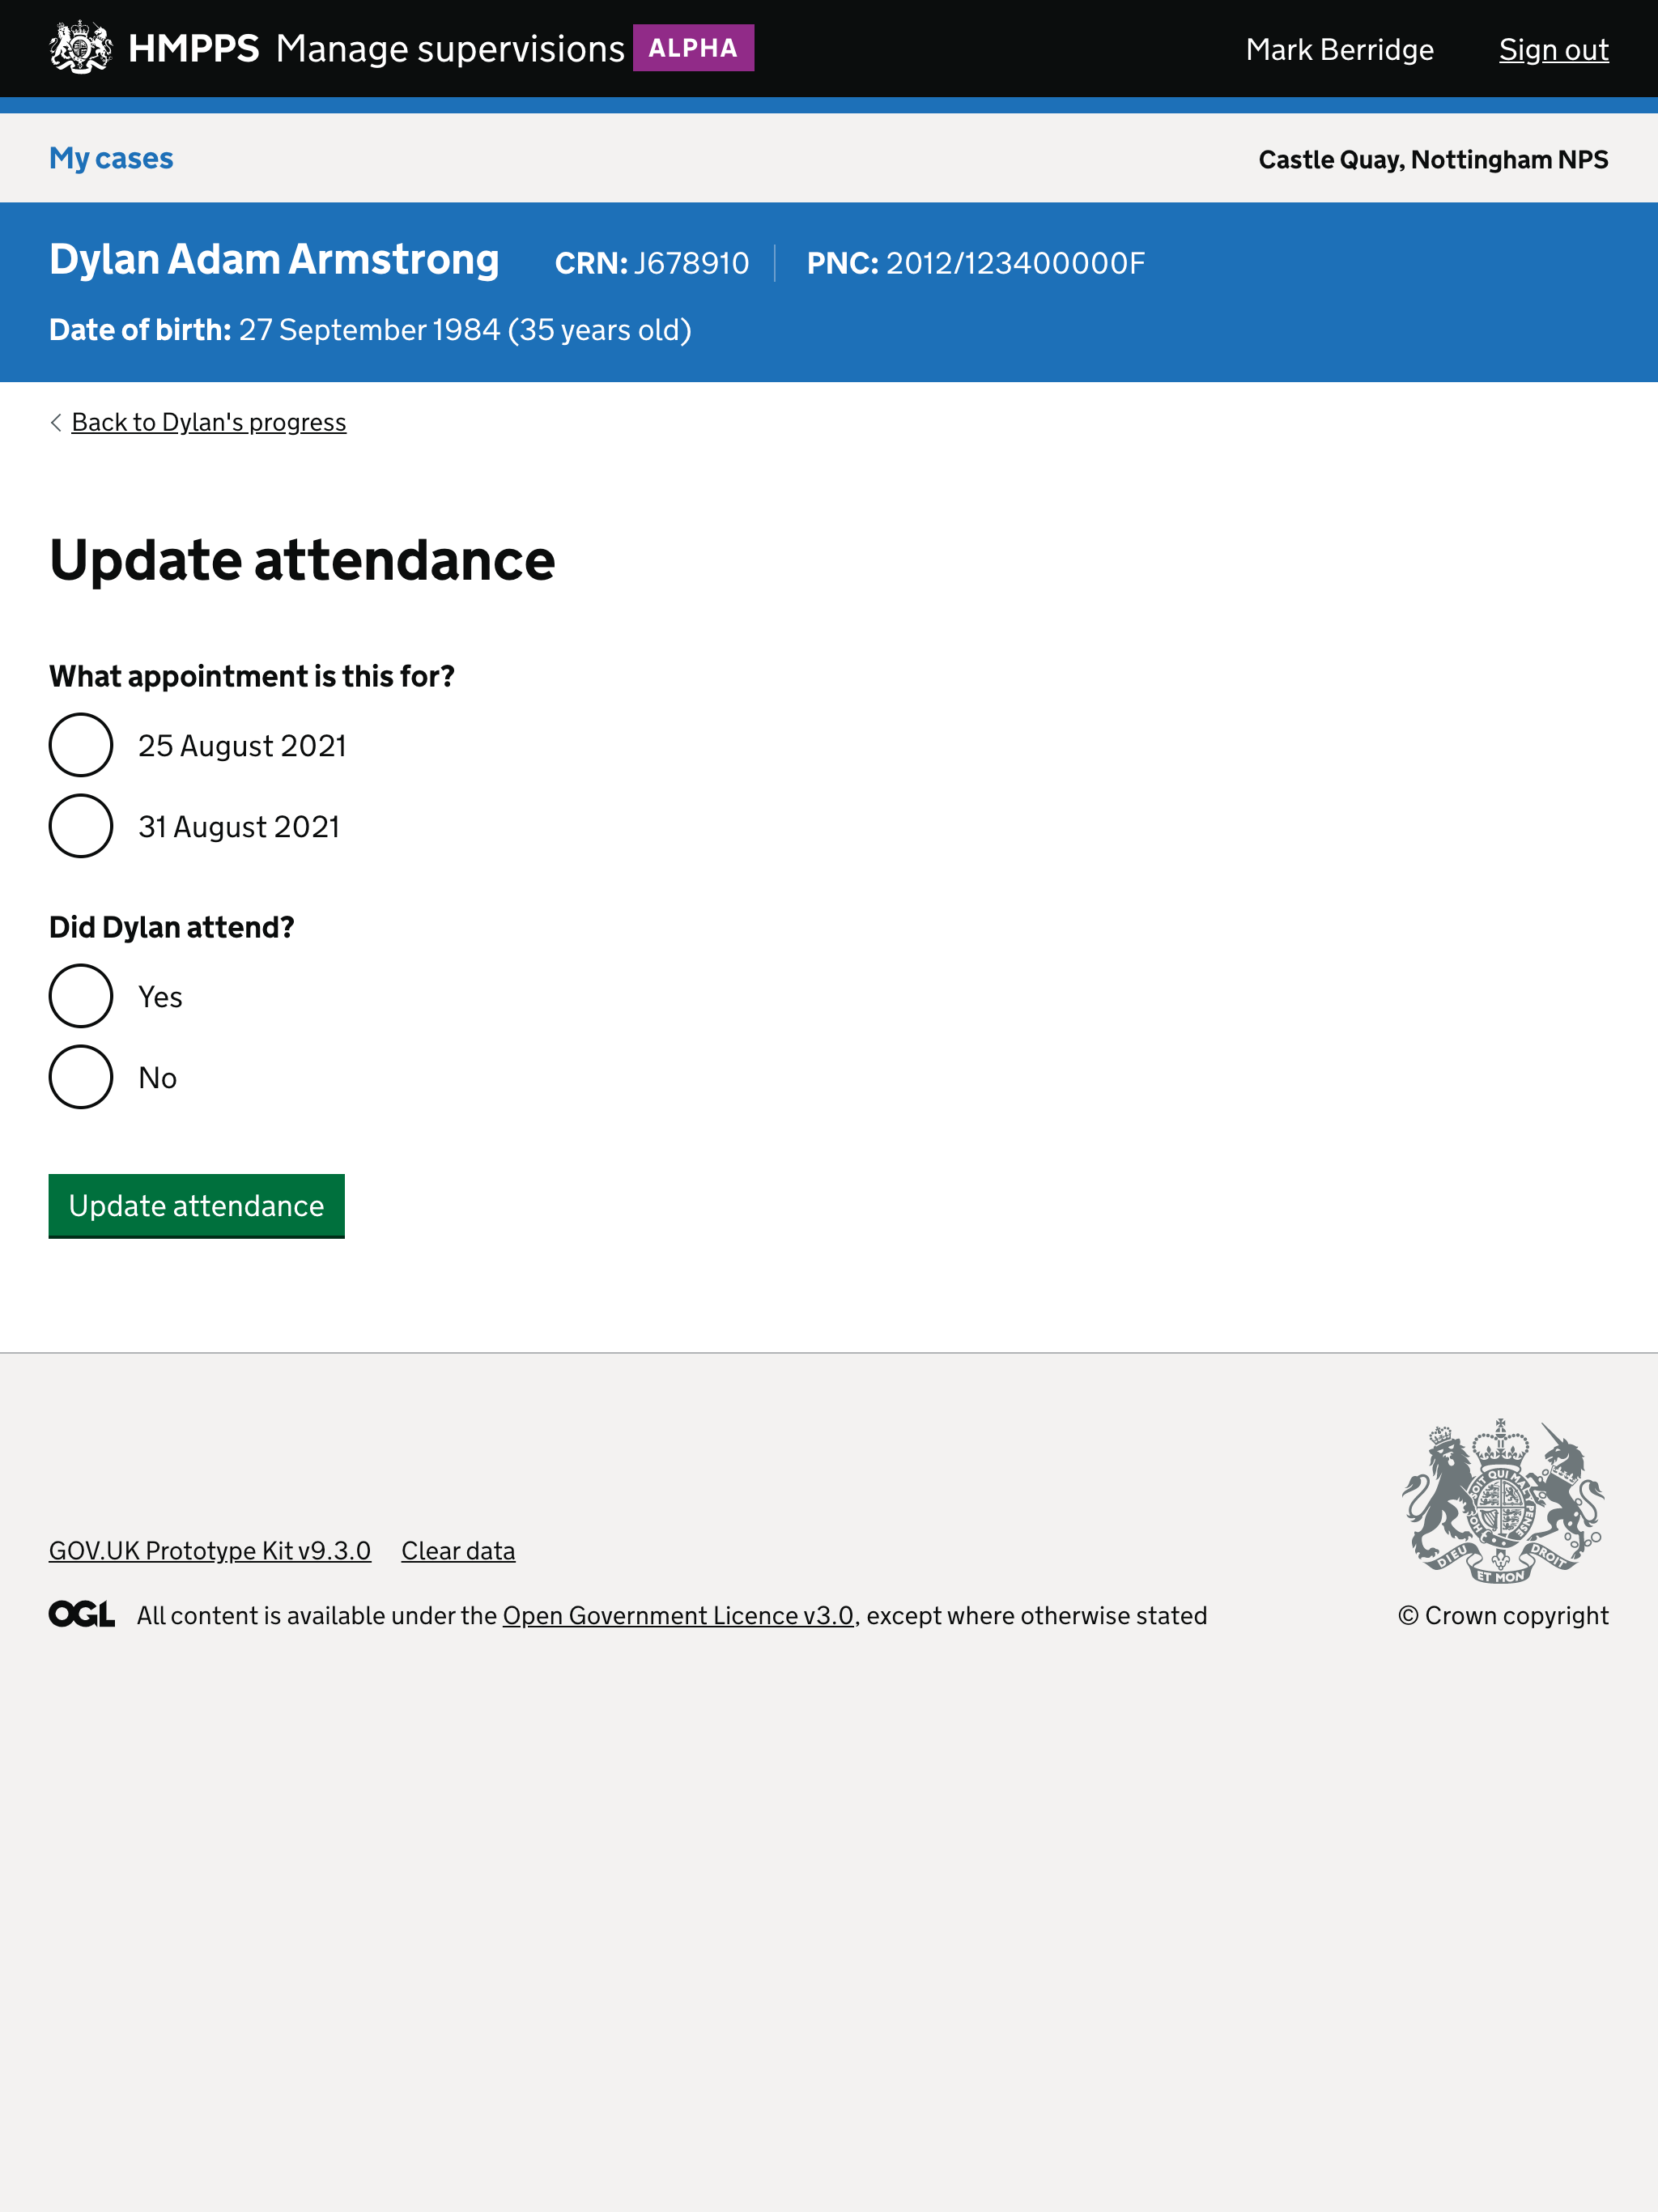 HMPPS Manage supervisions ALPHA Mark Berridge Sign out
My cases Castle Quay, Nottingham NPS
Dylan Adam Armstrong CRN: J678910 PNC: 2012/123400000F
Date of birth: 27 September 1984 (35 years old)
Back to Dylan's progress
Update attendance
What appointment is this for?
25 August 2021
31 August 2021
Did Dylan attend?
Yes
No
Update attendance
SOIT QUI MAL Y PENSE
DIEU ET MON DROIT
GOV.UK Prototype Kit v9.3.0 Clear data
OGL All content is available under the Open Government Licence v3.0, except where otherwise stated © Crown copyright